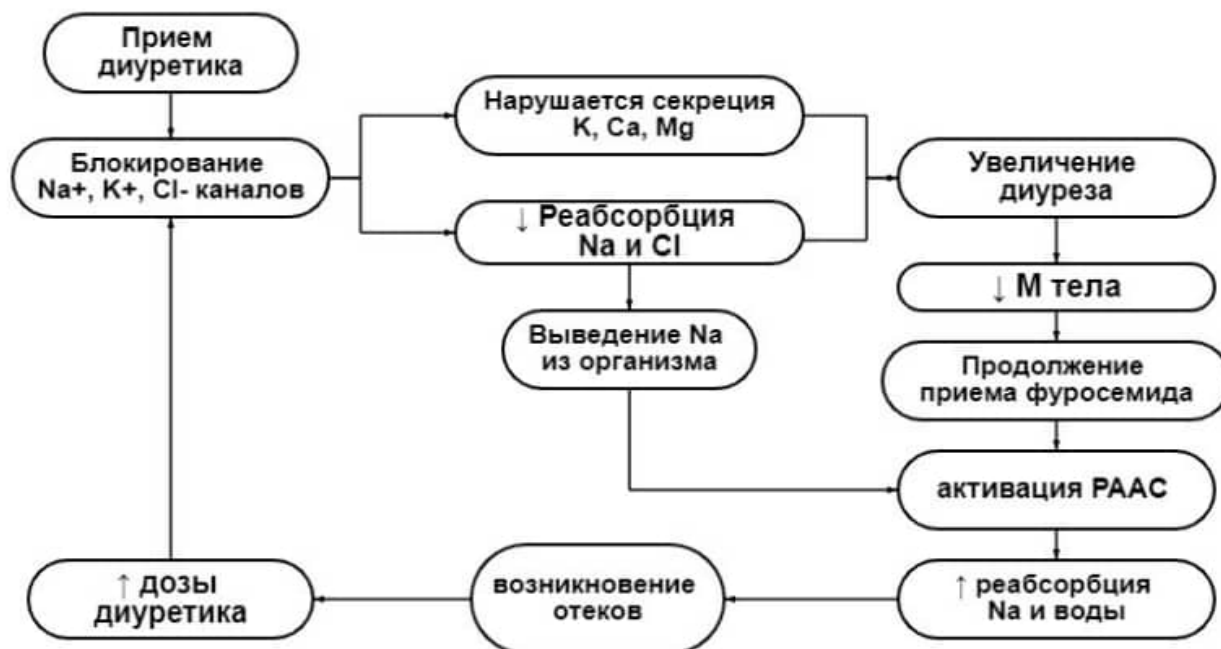 Прием
диуретика
Блокирование
Na+, K+, Cl- каналов
Нарушается секреция
K, Ca, Mg
↓ Реабсорбция
Na и Cl
Выведение Na
из организма
Увеличение
диуреза
↓ М тела
Продолжение
приема фуросемида
активация РААС
↑ реабсорбция
Na и воды
возникновение
отеков
↑ дозы
диуретика